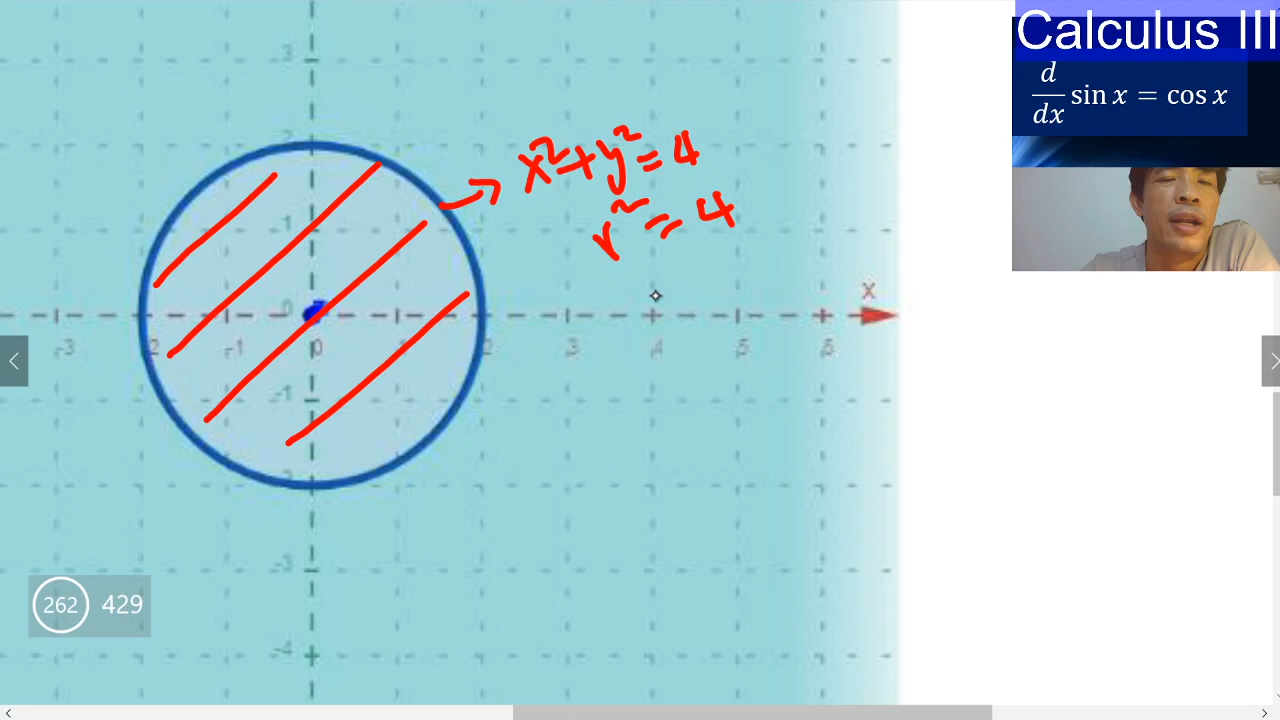 Calculus III
d/dx sin x = cos x
x²+y²=4
r²=4
3
2
1
0
X
-3 2 -1 0 1 2 3 4 5 6
-1
-2
-3
-4
262 429